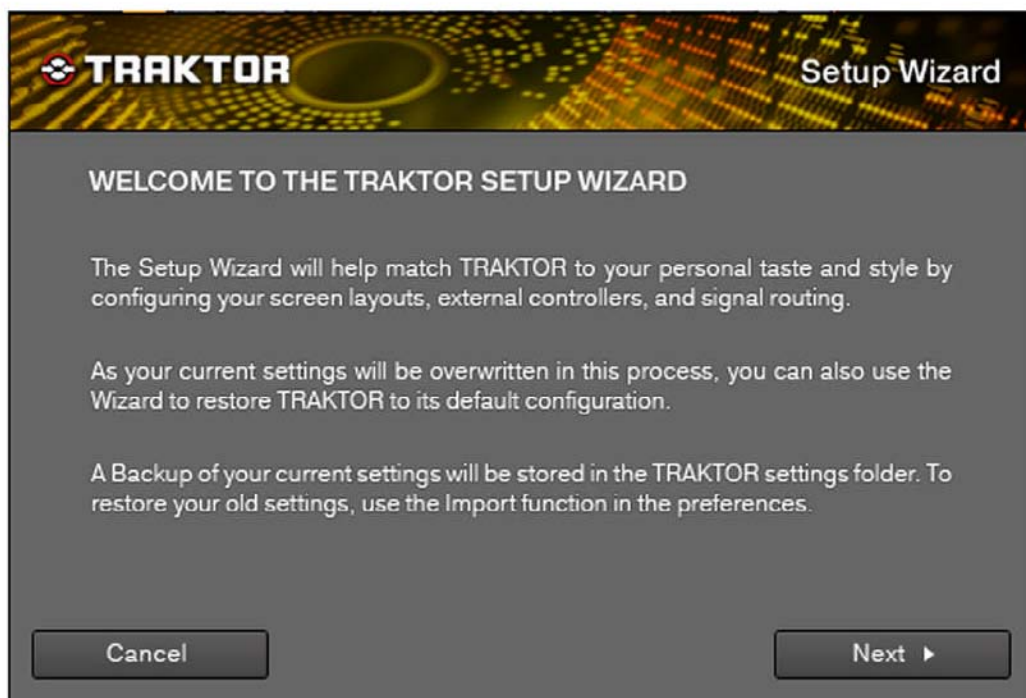 TRAKTOR
Setup Wizard
WELCOME TO THE TRAKTOR SETUP WIZARD
The Setup Wizard will help match TRAKTOR to your personal taste and style by
configuring your screen layouts, external controllers, and signal routing.
As your current settings will be overwritten in this process, you can also use the
Wizard to restore TRAKTOR to its default configuration.
A Backup of your current settings will be stored in the TRAKTOR settings folder. To
restore your old settings, use the Import function in the preferences.
Cancel
Next